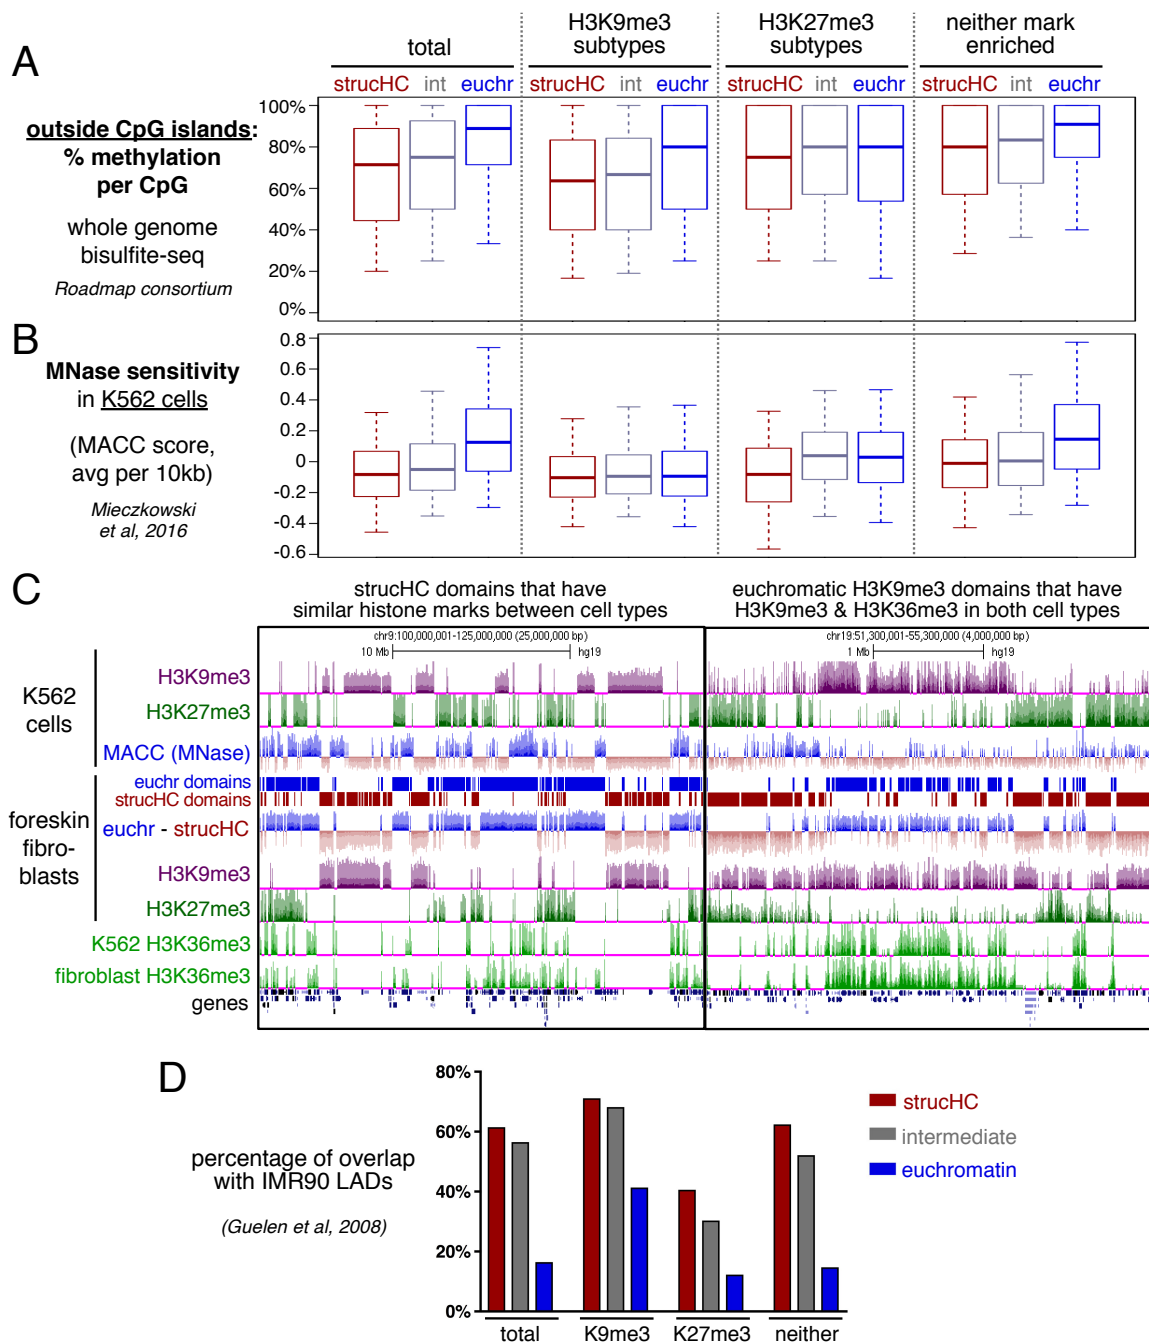 A
total
H3K9me3
subtypes
H3K27me3
subtypes
neither mark
enriched
strucHC int euchr
strucHC int euchr
strucHC int euchr
strucHC int euchr
outside CpG islands:
% methylation
per CpG
whole genome
bisulfite-seq
Roadmap consortium
100%
80%
60%
40%
20%
0%
B
MNase sensitivity
in K562 cells
(MACC score,
avg per 10kb)
Mieczkowski
et al, 2016
0.8
0.6
0.4
0.2
0
-0.2
-0.4
-0.6
C
strucHC domains that have
similar histone marks between cell types
euchromatic H3K9me3 domains that have
H3K9me3 & H3K36me3 in both cell types
chr9:100,000,001-125,000,000 (25,000,000 bp)
10 Mb hg19
chr19:51,300,001-55,300,000 (4,000,000 bp)
1 Mb hg19
K562
cells
H3K9me3
H3K27me3
MACC (MNase)
foreskin
fibro-
blasts
euchr domains
strucHC domains
euchr - strucHC
H3K9me3
H3K27me3
K562 H3K36me3
fibroblast H3K36me3
genes
D
percentage of overlap
with IMR90 LADs
(Guelen et al, 2008)
80%
60%
40%
20%
0%
total K9me3 K27me3 neither
strucHC
intermediate
euchromatin